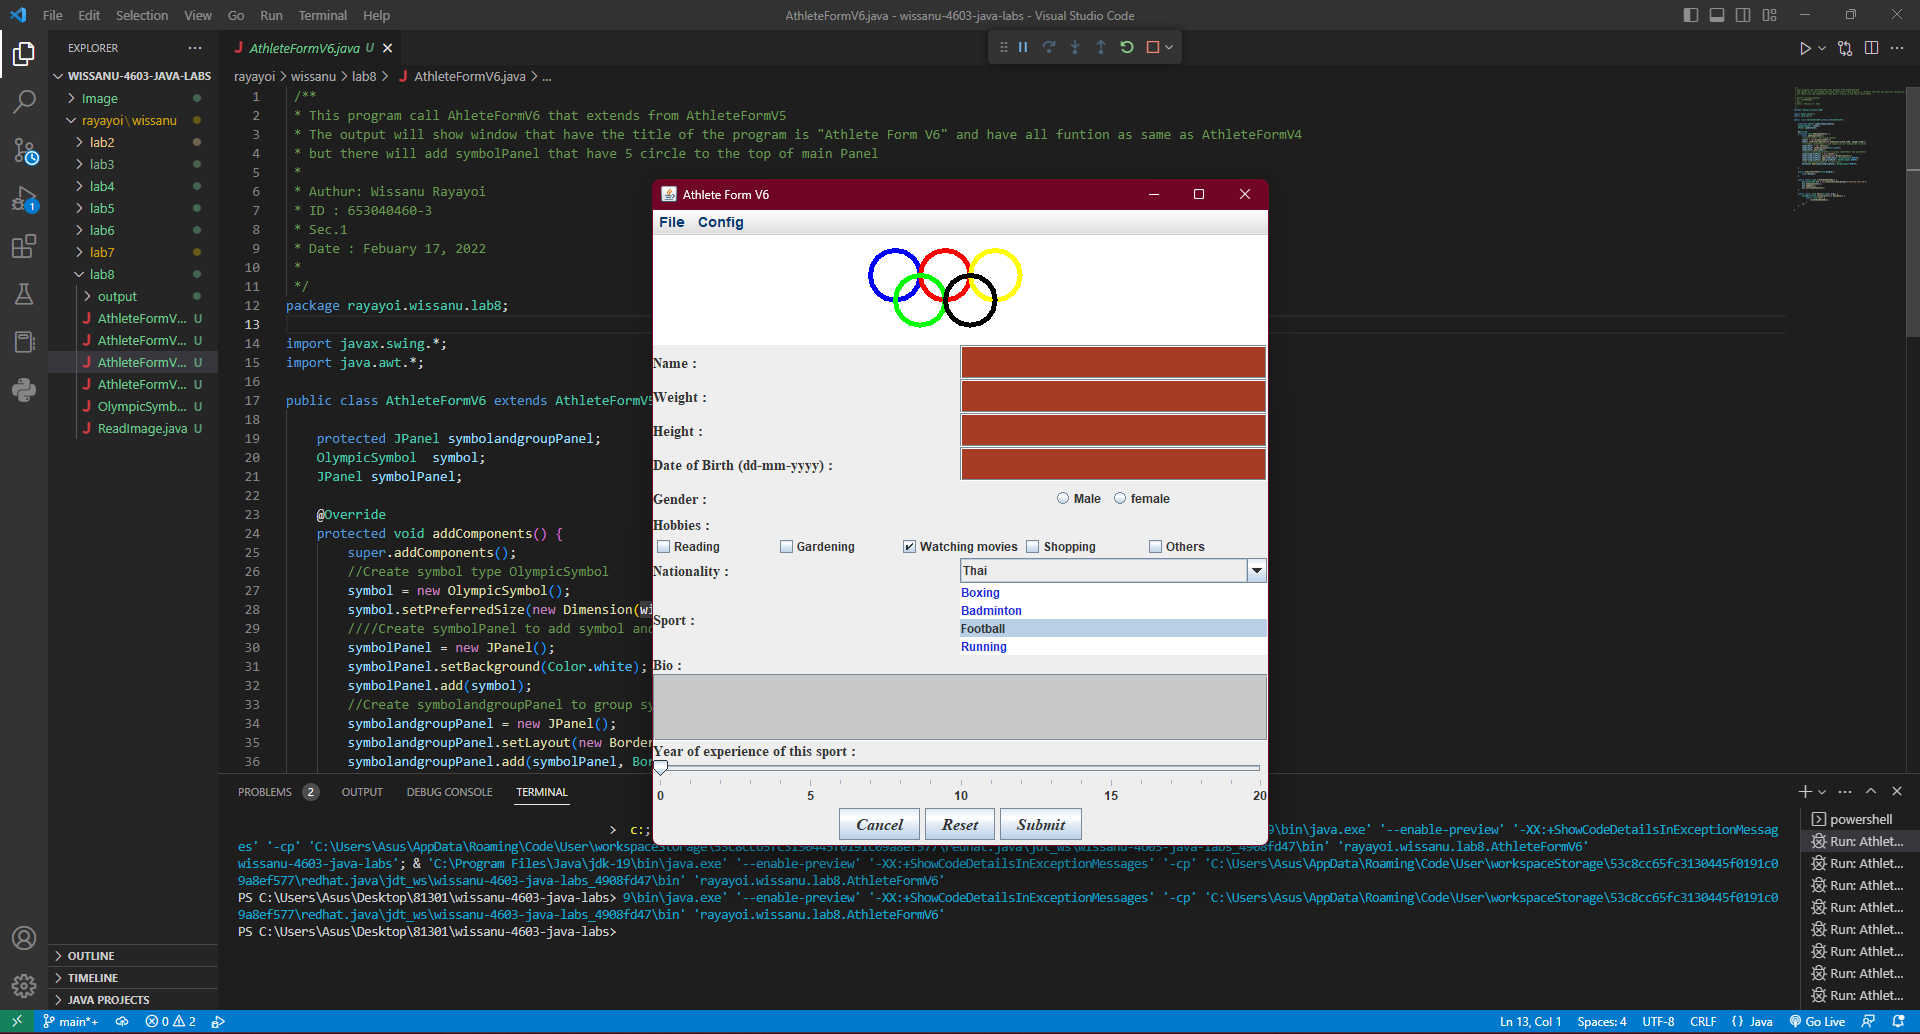 File Edit Selection View Go Run Terminal Help
AthleteFormV6.java - wissanu-4603-java-labs - Visual Studio Code
EXPLORER
WISSANU-4603-JAVA-LABS
Image
rayayoi\wissanu
lab2
lab3
lab4
lab5
lab6
lab7
lab8
output
J AthleteFormV... U
J AthleteFormV... U
J AthleteFormV... U
J AthleteFormV... U
J OlympicSymb... U
J ReadImage.java U
OUTLINE
TIMELINE
JAVA PROJECTS
J AthleteFormV6.java U
rayayoi > wissanu > lab8 > J AthleteFormV6.java > ...
1 /**
2 * This program call AhleteFormV6 that extends from AthleteFormV5
3 * The output will show window that have the title of the program is "Athlete Form V6" and have all funtion as same as AthleteFormV4
4 * but there will add symbolPanel that have 5 circle to the top of main Panel
5 *
6 * Authur: Wissanu Rayayoi
7 * ID : 653040460-3
8 * Sec.1
9 * Date : Febuary 17, 2022
10 *
11 */
12 package rayayoi.wissanu.lab8;
13
14 import javax.swing.*;
15 import java.awt.*;
16
17 public class AthleteFormV6 extends AthleteFormV5
18
19 protected JPanel symbolandgroupPanel;
20 OlympicSymbol symbol;
21 JPanel symbolPanel;
22
23 @Override
24 protected void addComponents() {
25 super.addComponents();
26 //Create symbol type OlympicSymbol
27 symbol = new OlympicSymbol();
28 symbol.setPreferredSize(new Dimension(wi
29 ////Create symbolPanel to add symbol and
30 symbolPanel = new JPanel();
31 symbolPanel.setBackground(Color.white);
32 symbolPanel.add(symbol);
33 //Create symbolandgroupPanel to group sy
34 symbolandgroupPanel = new JPanel();
35 symbolandgroupPanel.setLayout(new Border
36 symbolandgroupPanel.add(symbolPanel, Bor
Athlete Form V6
File Config
Name :
Weight :
Height :
Date of Birth (dd-mm-yyyy) :
Gender : Male female
Hobbies :
Reading Gardening Watching movies Shopping Others
Nationality : Thai
Boxing
Badminton
Sport :
Football
Running
Bio :
Year of experience of this sport :
0 5 10 15 20
Cancel Reset Submit
PROBLEMS 2 OUTPUT DEBUG CONSOLE TERMINAL
> c:;
9\bin\java.exe' '--enable-preview' '-XX:+ShowCodeDetailsInExceptionMessag
es' '-cp' 'C:\Users\Asus\AppData\Roaming\Code\User\workspaceStorage\53c8cc65fc3130445f0191c09a8ef577\redhat.java\jdt_ws\wissanu-4603-java-labs_4908fd47\bin' 'rayayoi.wissanu.lab8.AthleteFormV6'
wissanu-4603-java-labs'; & 'C:\Program Files\Java\jdk-19\bin\java.exe' '--enable-preview' '-XX:+ShowCodeDetailsInExceptionMessages' '-cp' 'C:\Users\Asus\AppData\Roaming\Code\User\workspaceStorage\53c8cc65fc3130445f0191c0
9a8ef577\redhat.java\jdt_ws\wissanu-4603-java-labs_4908fd47\bin' 'rayayoi.wissanu.lab8.AthleteFormV6'
PS C:\Users\Asus\Desktop\81301\wissanu-4603-java-labs> 9\bin\java.exe' '--enable-preview' '-XX:+ShowCodeDetailsInExceptionMessages' '-cp' 'C:\Users\Asus\AppData\Roaming\Code\User\workspaceStorage\53c8cc65fc3130445f0191c0
9a8ef577\redhat.java\jdt_ws\wissanu-4603-java-labs_4908fd47\bin' 'rayayoi.wissanu.lab8.AthleteFormV6'
PS C:\Users\Asus\Desktop\81301\wissanu-4603-java-labs>
powershell
Run: Athlet...
Run: Athlet...
Run: Athlet...
Run: Athlet...
Run: Athlet...
Run: Athlet...
Run: Athlet...
Run: Athlet...
main*+ 0 2
Ln 13, Col 1 Spaces: 4 UTF-8 CRLF {} Java Go Live